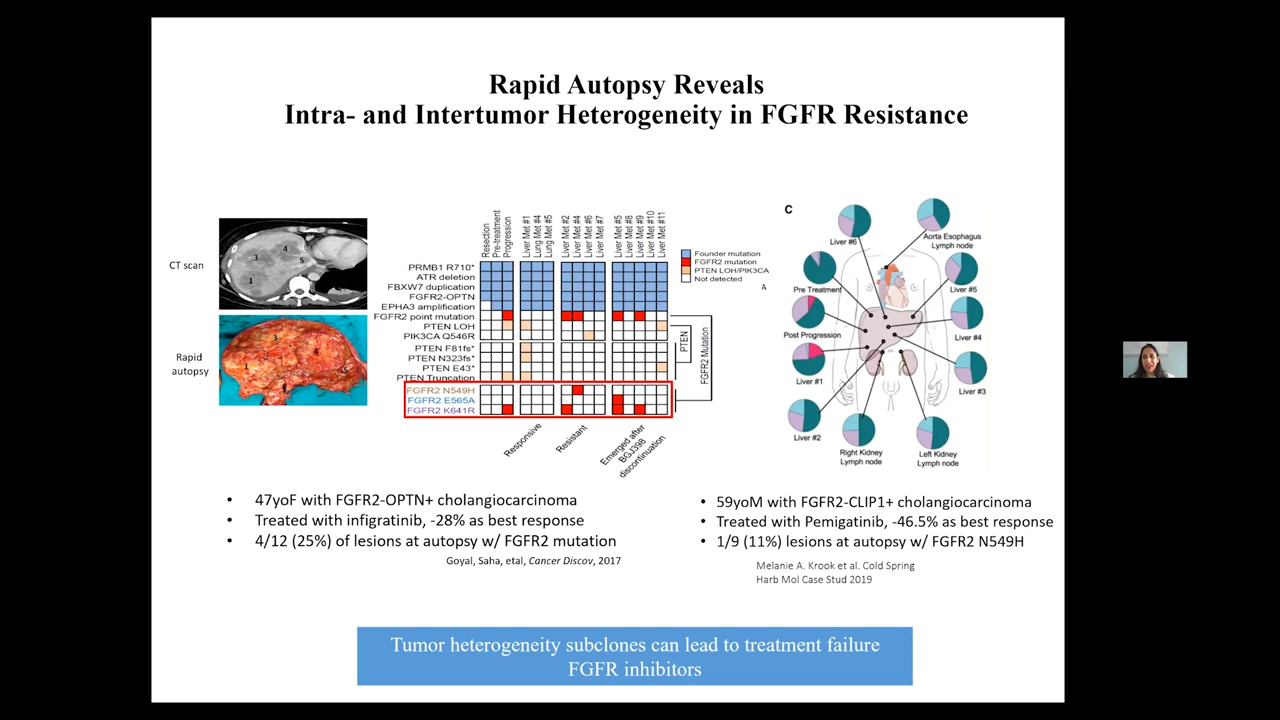 Rapid Autopsy Reveals
Intra- and Intertumor Heterogeneity in FGFR Resistance
CT scan
Rapid
autopsy
1
3
4
5
3
1
Resection
Pre-treatment
Progression
Liver Met #1
Lung Met #4
Lung Met #5
Liver Met #2
Liver Met #4
Liver Met #6
Liver Met #7
Liver Met #5
Liver Met #8
Liver Met #9
Liver Met #10
Liver Met #11
PRMB1 R710*
ATR deletion
FBXW7 duplication
FGFR2-OPTN
EPHA3 amplification
FGFR2 point mutation
PTEN LOH
PIK3CA Q546R
PTEN F81fs*
PTEN N323fs*
PTEN E43*
PTEN Truncation
FGFR2 N549H
FGFR2 E565A
FGFR2 K641R
PTEN
FGFR2 Mutation
Responsive
Resistant
Emerged after
BGJ398
discontinuation
Founder mutation
FGFR2 mutation
PTEN LOH/PIK3CA
Not detected
A
C
Liver #6
Aorta Esophagus
Lymph node
Pre Treatment
Liver #5
Post Progression
Liver #4
Liver #1
Liver #3
Liver #2
Right Kidney
Lymph node
Left Kidney
Lymph node
• 47yoF with FGFR2-OPTN+ cholangiocarcinoma
• Treated with infigratinib, -28% as best response
• 4/12 (25%) of lesions at autopsy w/ FGFR2 mutation
Goyal, Saha, etal, Cancer Discov, 2017
• 59yoM with FGFR2-CLIP1+ cholangiocarcinoma
• Treated with Pemigatinib, -46.5% as best response
• 1/9 (11%) lesions at autopsy w/ FGFR2 N549H
Melanie A. Krook et al. Cold Spring
Harb Mol Case Stud 2019
Tumor heterogeneity subclones can lead to treatment failure
FGFR inhibitors